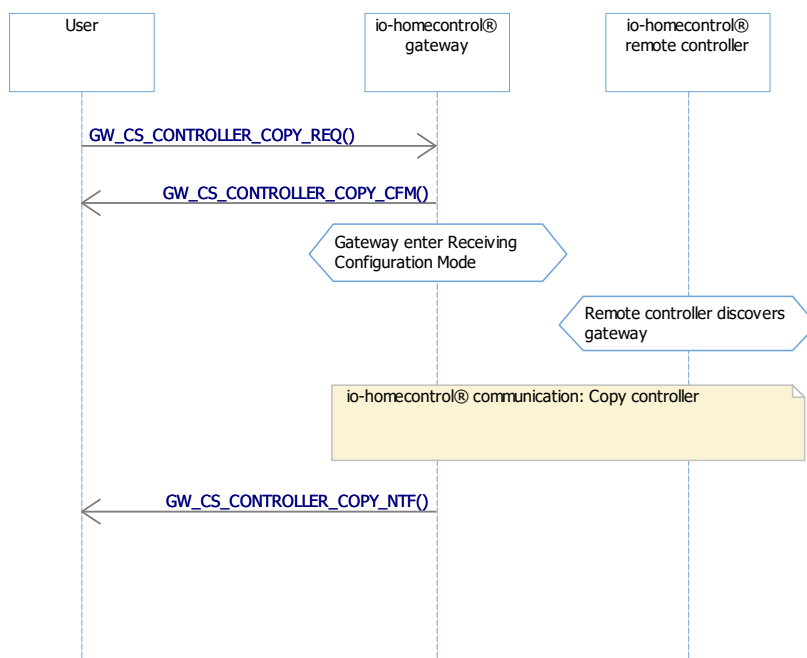 User
io-homecontrol®
gateway
io-homecontrol®
remote controller
GW_CS_CONTROLLER_COPY_REQ()
GW_CS_CONTROLLER_COPY_CFM()
Gateway enter Receiving
Configuration Mode
Remote controller discovers
gateway
io-homecontrol® communication: Copy controller
GW_CS_CONTROLLER_COPY_NTF()